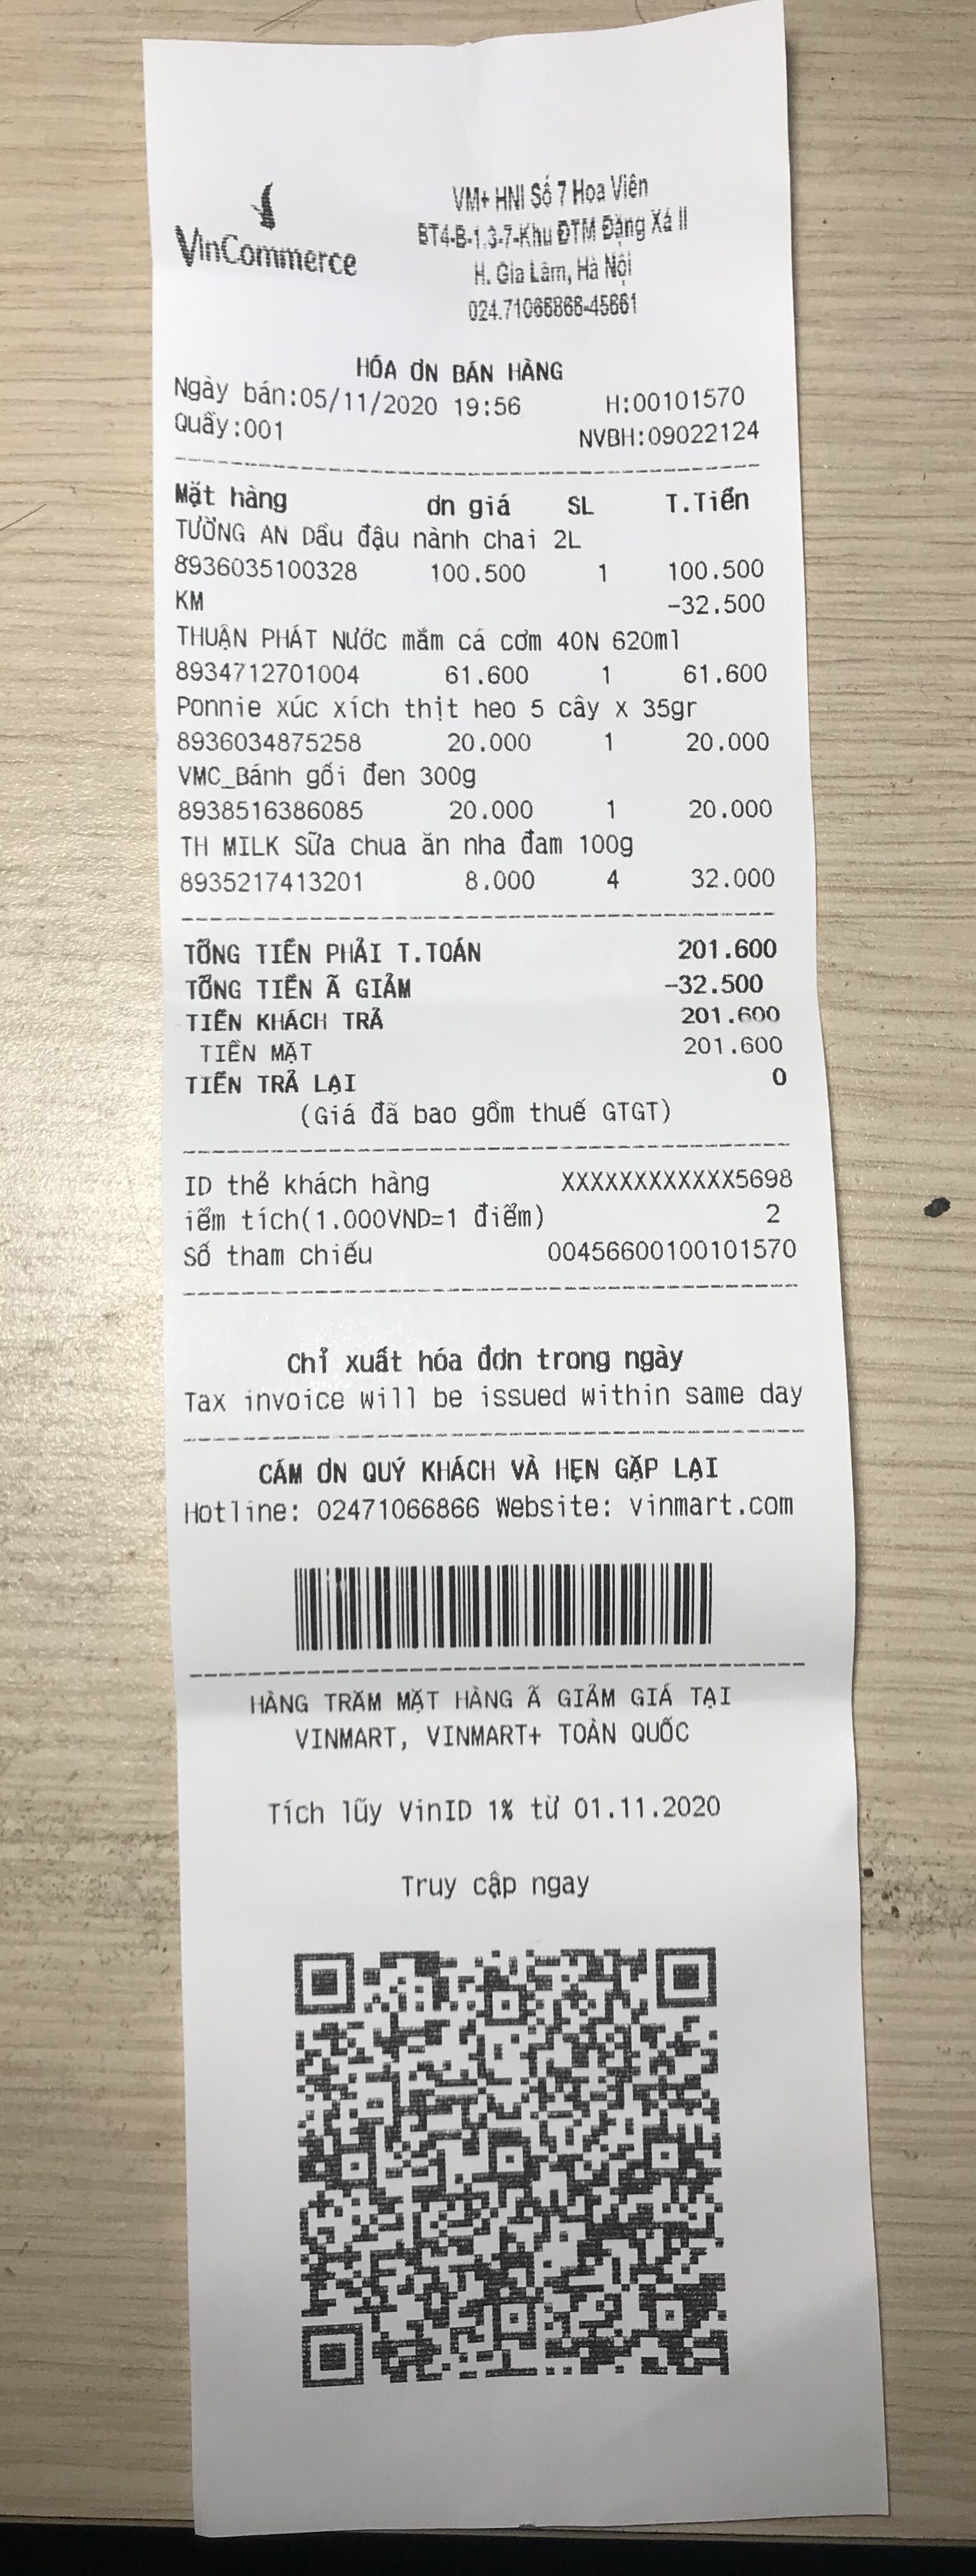 VinCommerce
VM+ HNI Số 7 Hoa Viên
BT4-B-1.3-7-Khu ĐTM Đặng Xá II
H. Gia Lâm, Hà Nội
024.71066866-45661
HÓA ƠN BÁN HÀNG
Ngày bán:05/11/2020 19:56 H:00101570
Quầy:001 NVBH:09022124
Mặt hàng ơn giá SL T.Tiền
TƯỜNG AN Dầu đậu nành chai 2L
8936035100328 100.500 1 100.500
KM -32.500
THUẬN PHÁT Nước mắm cá cơm 40N 620ml
8934712701004 61.600 1 61.600
Ponnie xúc xích thịt heo 5 cây x 35gr
8936034875258 20.000 1 20.000
VMC_Bánh gối đen 300g
8938516386085 20.000 1 20.000
TH MILK Sữa chua ăn nha đam 100g
8935217413201 8.000 4 32.000
TỔNG TIỀN PHẢI T.TOÁN 201.600
TỔNG TIỀN Ã GIẢM -32.500
TIỀN KHÁCH TRẢ 201.600
TIỀN MẶT 201.600
TIỀN TRẢ LẠI 0
(Giá đã bao gồm thuế GTGT)
ID thẻ khách hàng XXXXXXXXXXXX5698
iểm tích(1.000VND=1 điểm) 2
Số tham chiếu 00456600100101570
Chỉ xuất hóa đơn trong ngày
Tax invoice will be issued within same day
CẢM ƠN QUÝ KHÁCH VÀ HẸN GẶP LẠI
Hotline: 02471066866 Website: vinmart.com
HÀNG TRĂM MẶT HÀNG Ã GIẢM GIÁ TẠI
VINMART, VINMART+ TOÀN QUỐC
Tích lũy VinID 1% từ 01.11.2020
Truy cập ngay